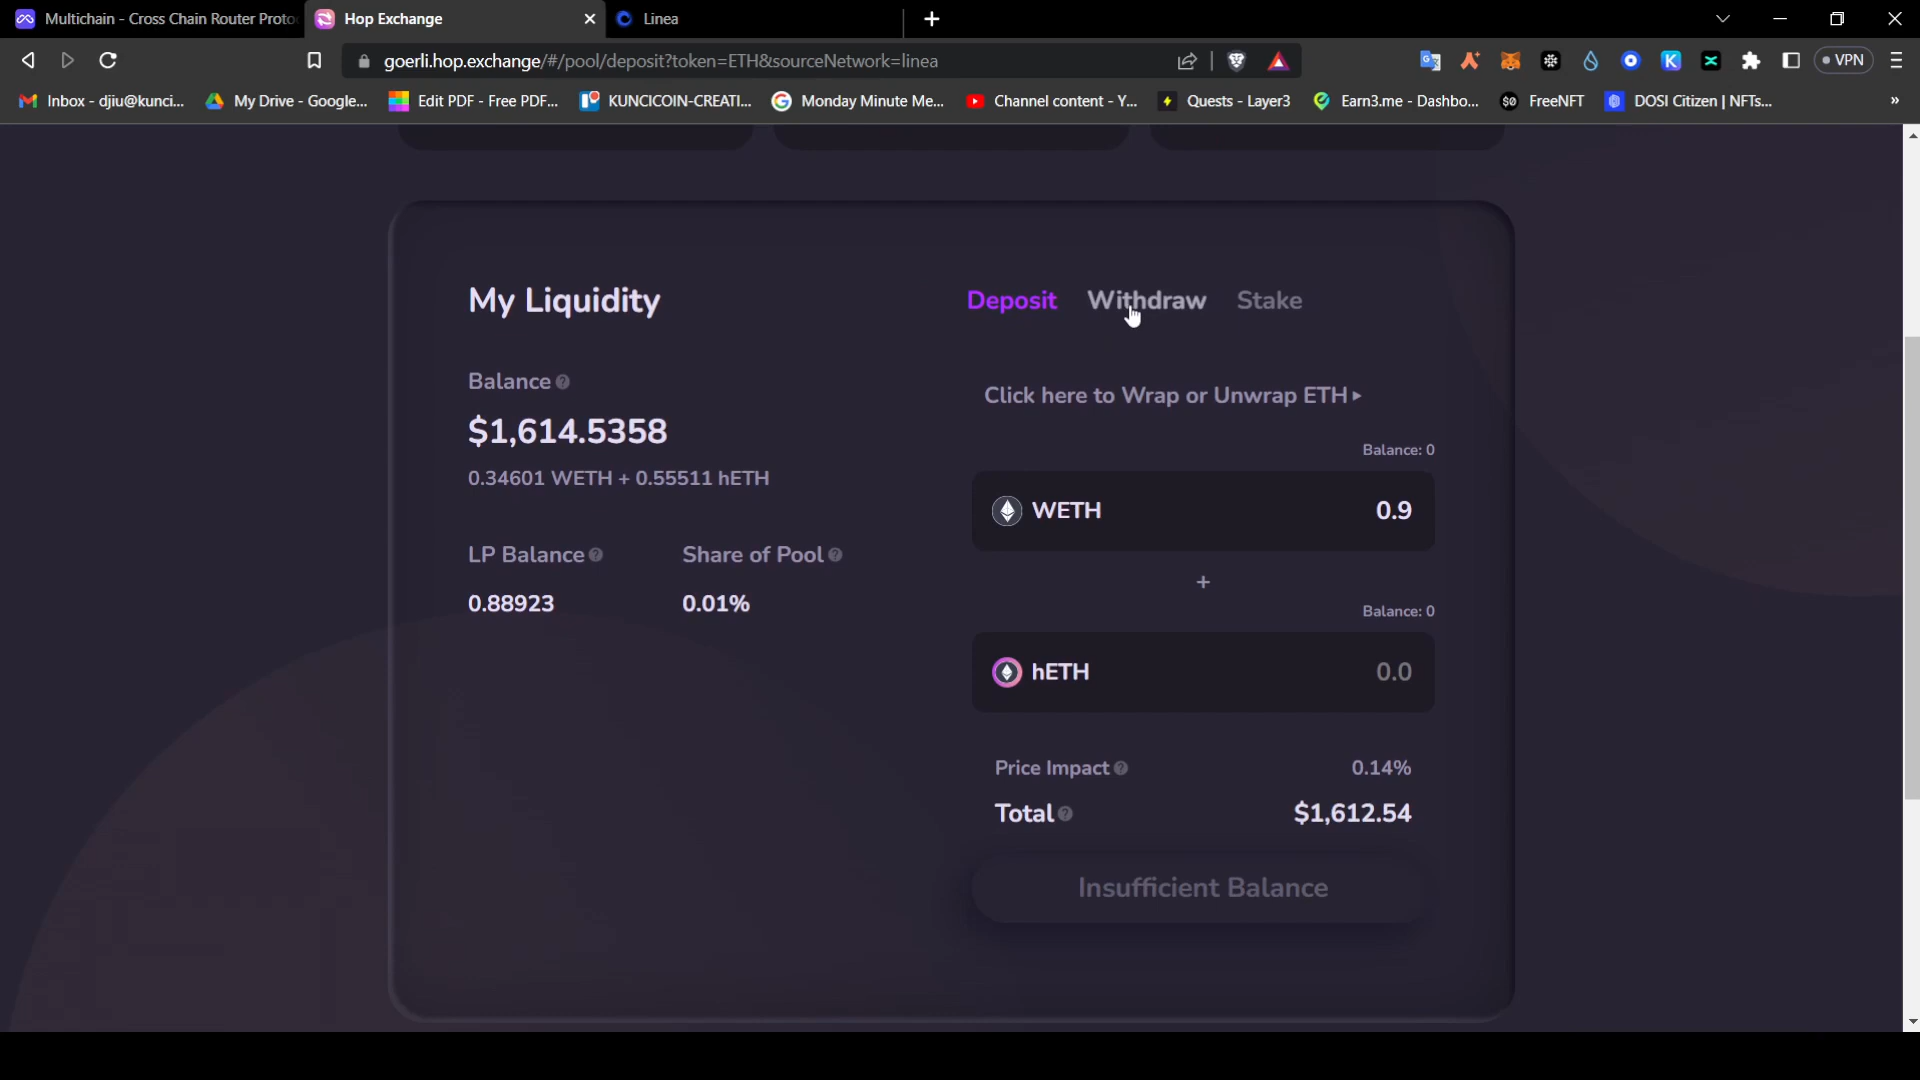 Multichain - Cross Chain Router Proto
Hop Exchange
Linea
goerli.hop.exchange/#/pool/deposit?token=ETH&sourceNetwork=linea
VPN
Inbox - djiu@kunci...
My Drive - Google...
Edit PDF - Free PDF...
KUNCICOIN-CREATI...
Monday Minute Me...
Channel content - Y...
Quests - Layer3
Earn3.me - Dashbo...
FreeNFT
DOSI Citizen | NFTs...
»
My Liquidity
Deposit Withdraw Stake
Balance
$1,614.5358
0.34601 WETH + 0.55511 hETH
LP Balance
Share of Pool
0.88923
0.01%
Click here to Wrap or Unwrap ETH
Balance: 0
WETH 0.9
+
Balance: 0
hETH 0.0
Price Impact 0.14%
Total $1,612.54
Insufficient Balance